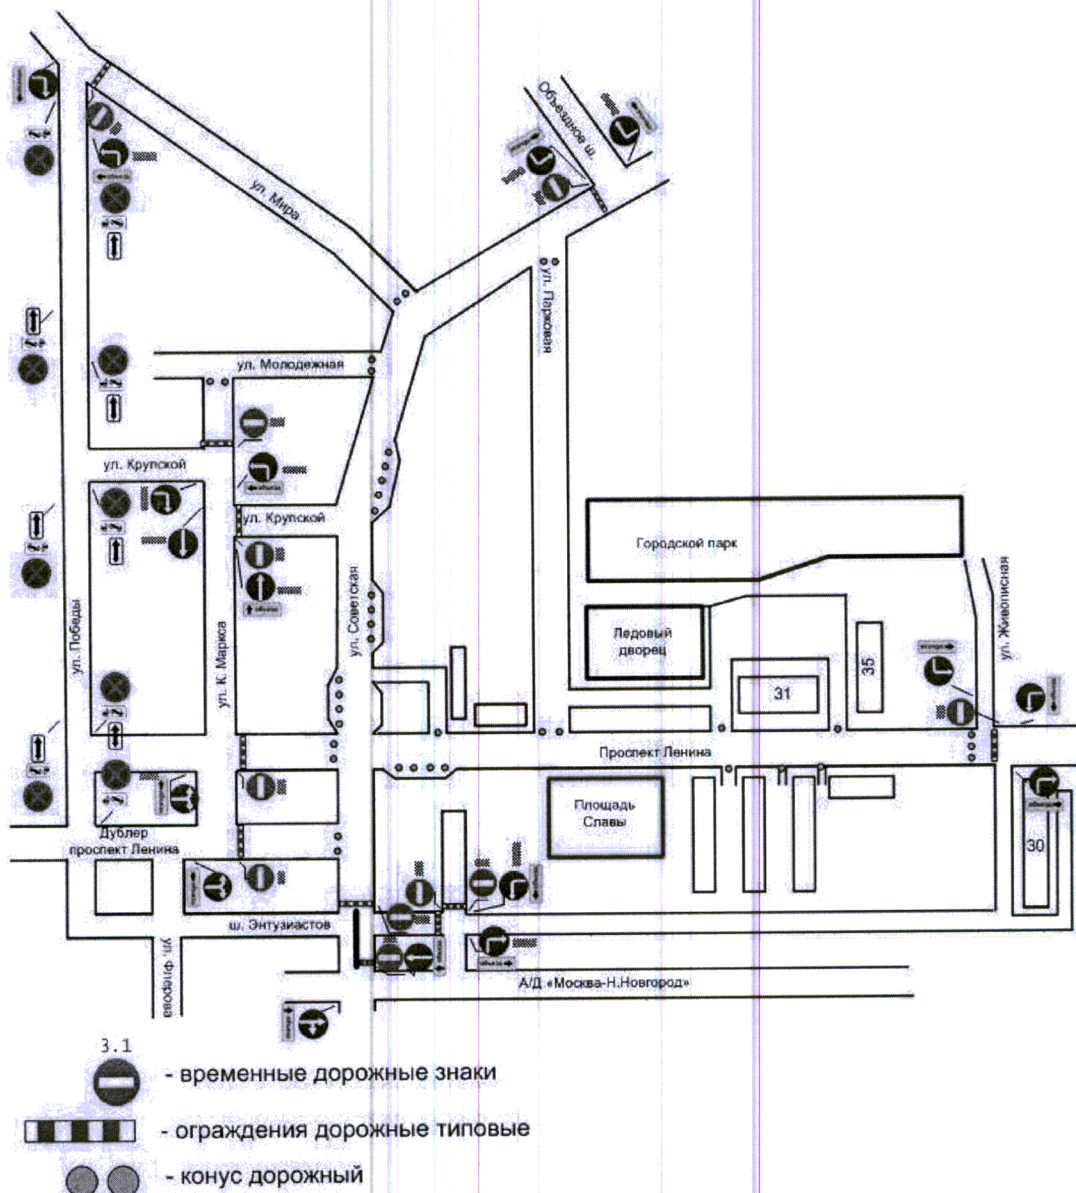 Объездное ш.
ул. Мира
ул. Парковая
ул. Молодежная
ул. Крупской
ул. Крупской
Городской парк
ул. Победы
ул. К. Маркса
ул. Советская
ул. Живописная
Ледовый
дворец
35
31
Проспект Ленина
Площадь
Славы
Дублер
проспект Ленина
30
ш. Энтузиастов
ул. Флерова
А/Д «Москва-Н.Новгород»
3.1
- временные дорожные знаки
- ограждения дорожные типовые
- конус дорожный